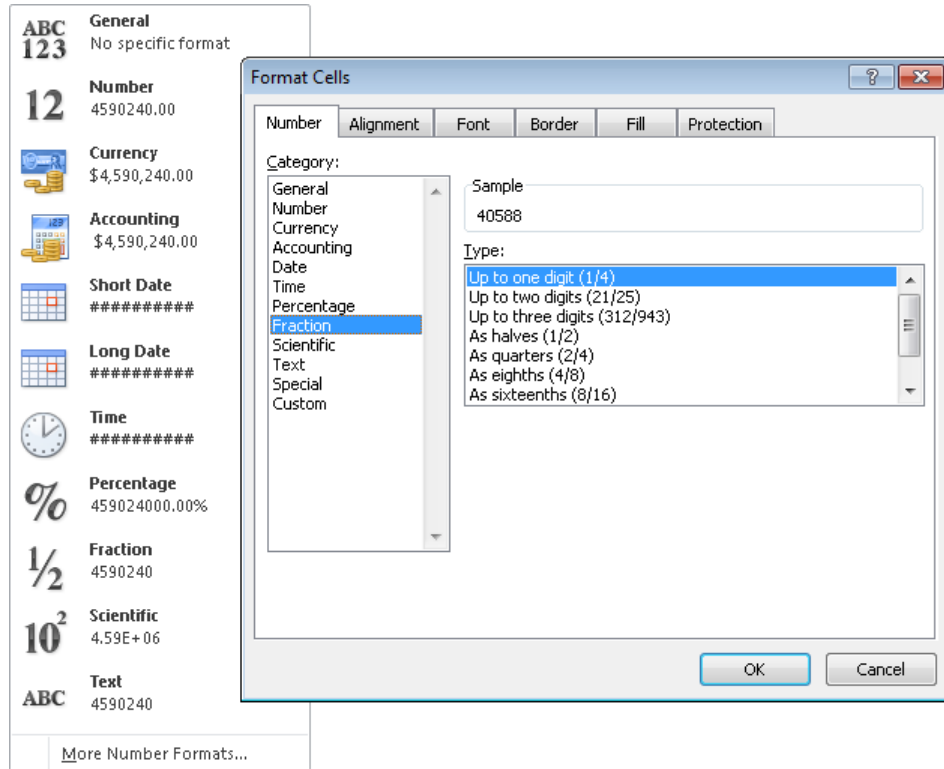 ABC
123
General
No specific format
12
Number
4590240.00
Currency
$4,590,240.00
123
Accounting
$4,590,240.00
Short Date
##########
Long Date
##########
Time
##########
%
Percentage
459024000.00%
1/2
Fraction
4590240
10²
Scientific
4.59E+06
ABC
Text
4590240
More Number Formats...
Format Cells
?
Number Alignment Font Border Fill Protection
Category:
General
Number
Currency
Accounting
Date
Time
Percentage
Fraction
Scientific
Text
Special
Custom
Sample
40588
Type:
Up to one digit (1/4)
Up to two digits (21/25)
Up to three digits (312/943)
As halves (1/2)
As quarters (2/4)
As eighths (4/8)
As sixteenths (8/16)
OK Cancel